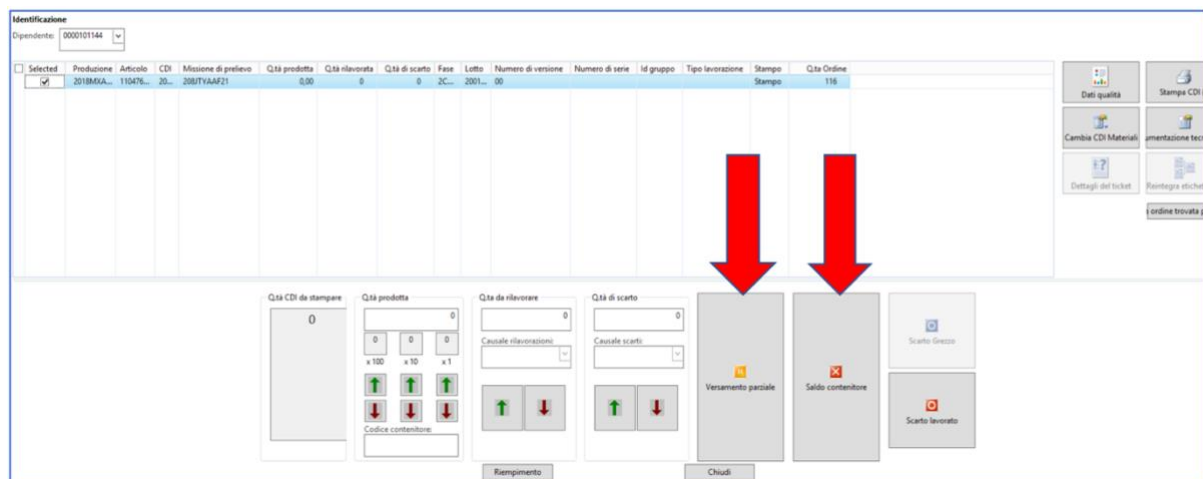 Identificazione
Dipendente: 0000101144
Selected Produzione Articolo CDI Missione di prelievo Q.tà prodotta Q.tà rilavorata Q.tà di scarto Fase Lotto Numero di versione Numero di serie Id gruppo Tipo lavorazione Stampo Q.ta Ordine
2018MXA... 110476... 20... 208JTYAAF21 0,00 0 0 2C... 2001... 00 Stampo 116
Dati qualità Stampa CDI
Cambia CDI Materiali umentazione tecr
Dettagli del ticket Reintegra etichet
ordine trovata p
Q.tà CDI da stampare Q.tà prodotta Q.ta da rilavorare Q.tà di scarto
0 0 0 0
0 0 0 Causale rilavorazioni: Causale scarti:
x 100 x 10 x 1
Scarto Grezzo
Versamento parziale Saldo contenitore
Scarto lavorato
Codice contenitore:
Riempimento Chiudi